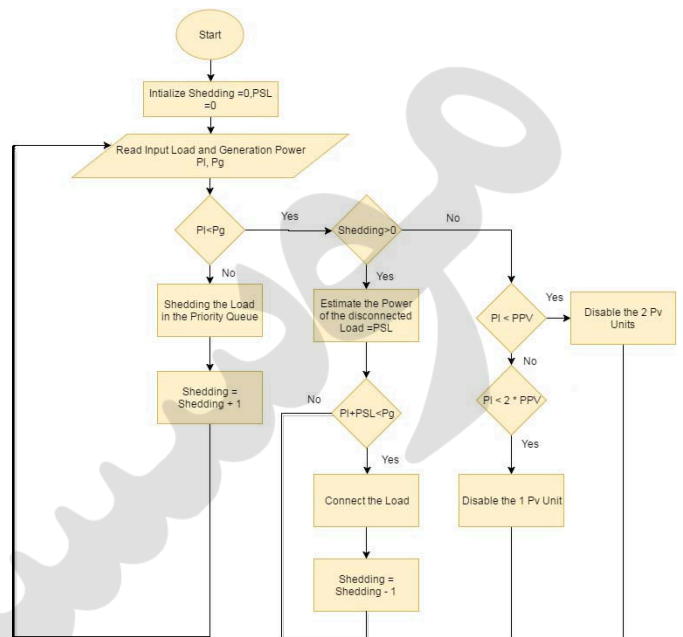 Start
Intialize Shedding =0,PSL
=0
Read Input Load and Generation Power
Pl, Pg
Pl<Pg
Yes
Shedding>0
No
No
Shedding the Load
in the Priority Queue
Shedding =
Shedding + 1
Yes
Estimate the Power
of the disconnected
Load =PSL
Pl+PSL<Pg
No
Yes
Connect the Load
Shedding =
Shedding - 1
Pl < PPV
Yes
Disable the 2 Pv
Units
No
Pl < 2 * PPV
Yes
Disable the 1 Pv Unit